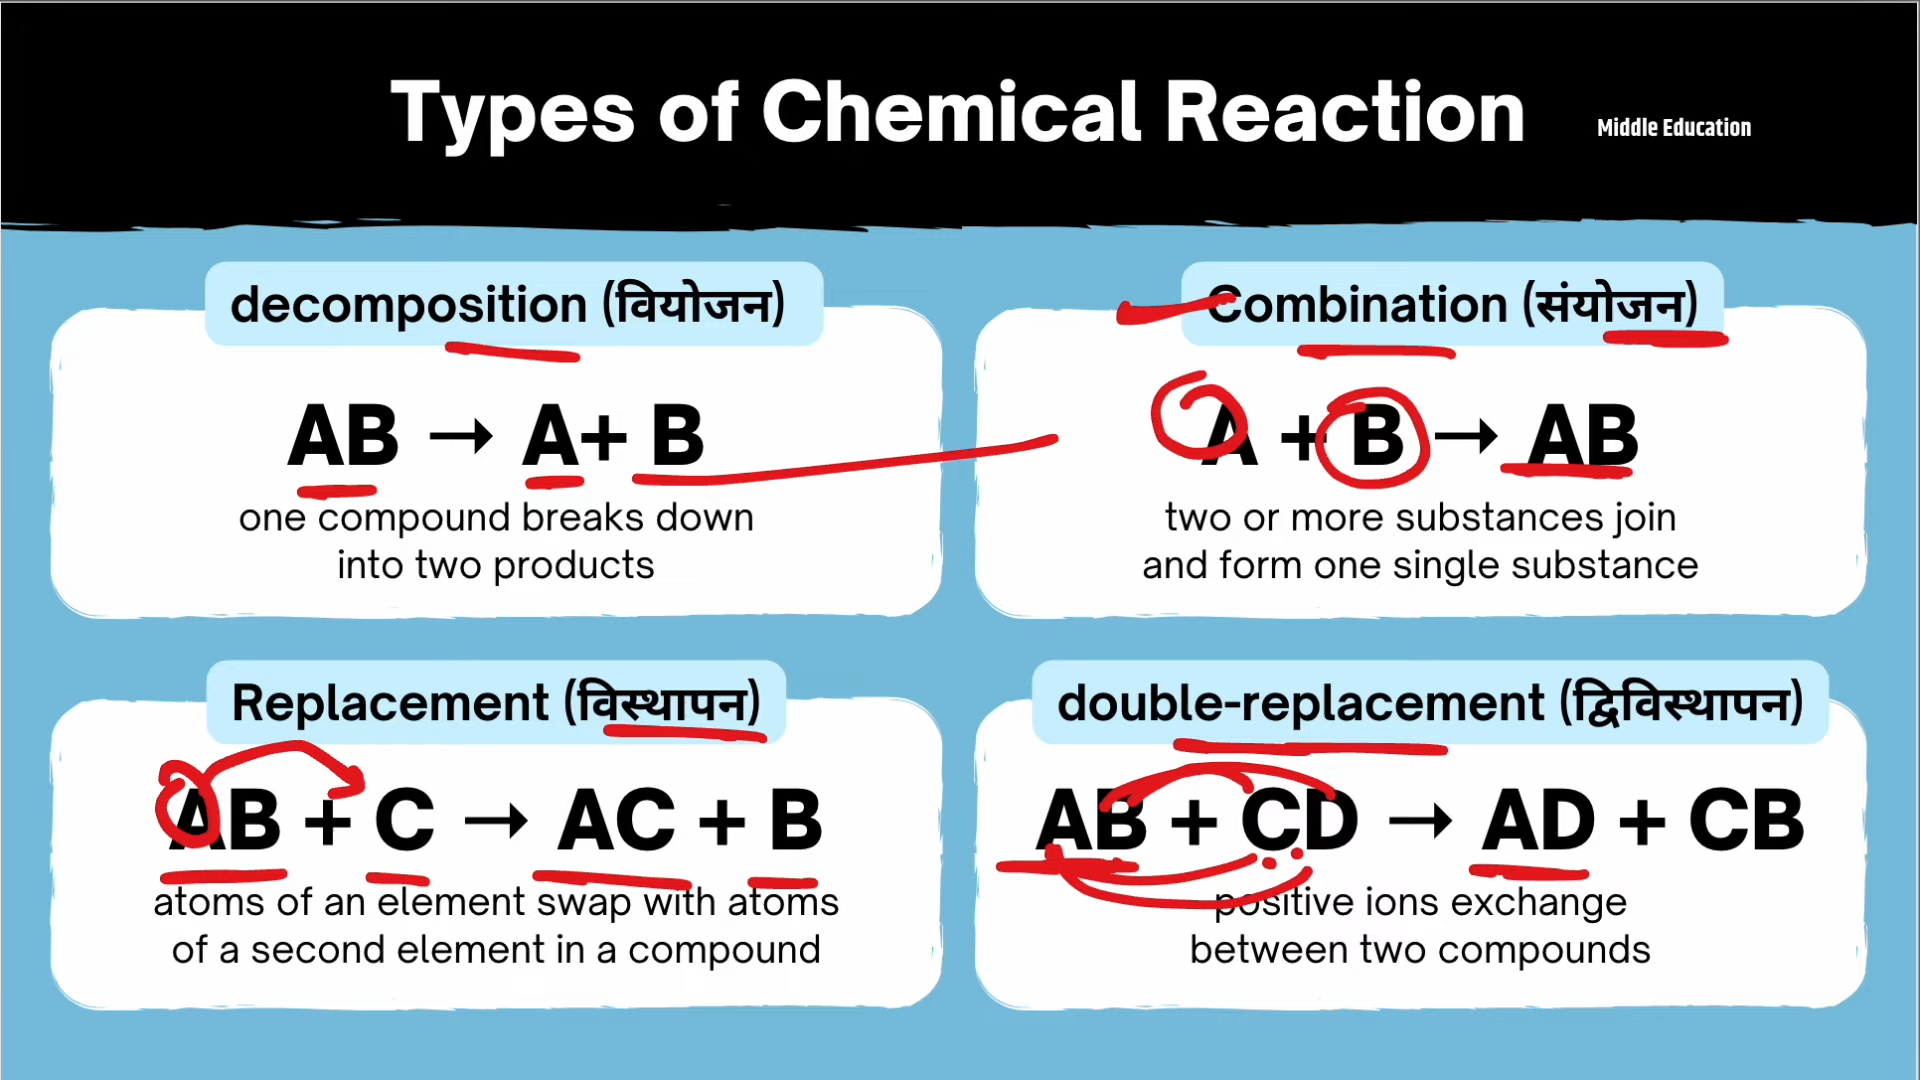 Types of Chemical Reaction
Middle Education
decomposition (वियोजन)
AB → A+ B
one compound breaks down
into two products
Combination (संयोजन)
A + B → AB
two or more substances join
and form one single substance
Replacement (विस्थापन)
AB + C → AC + B
atoms of an element swap with atoms
of a second element in a compound
double-replacement (द्विविस्थापन)
AB + CD → AD + CB
positive ions exchange
between two compounds